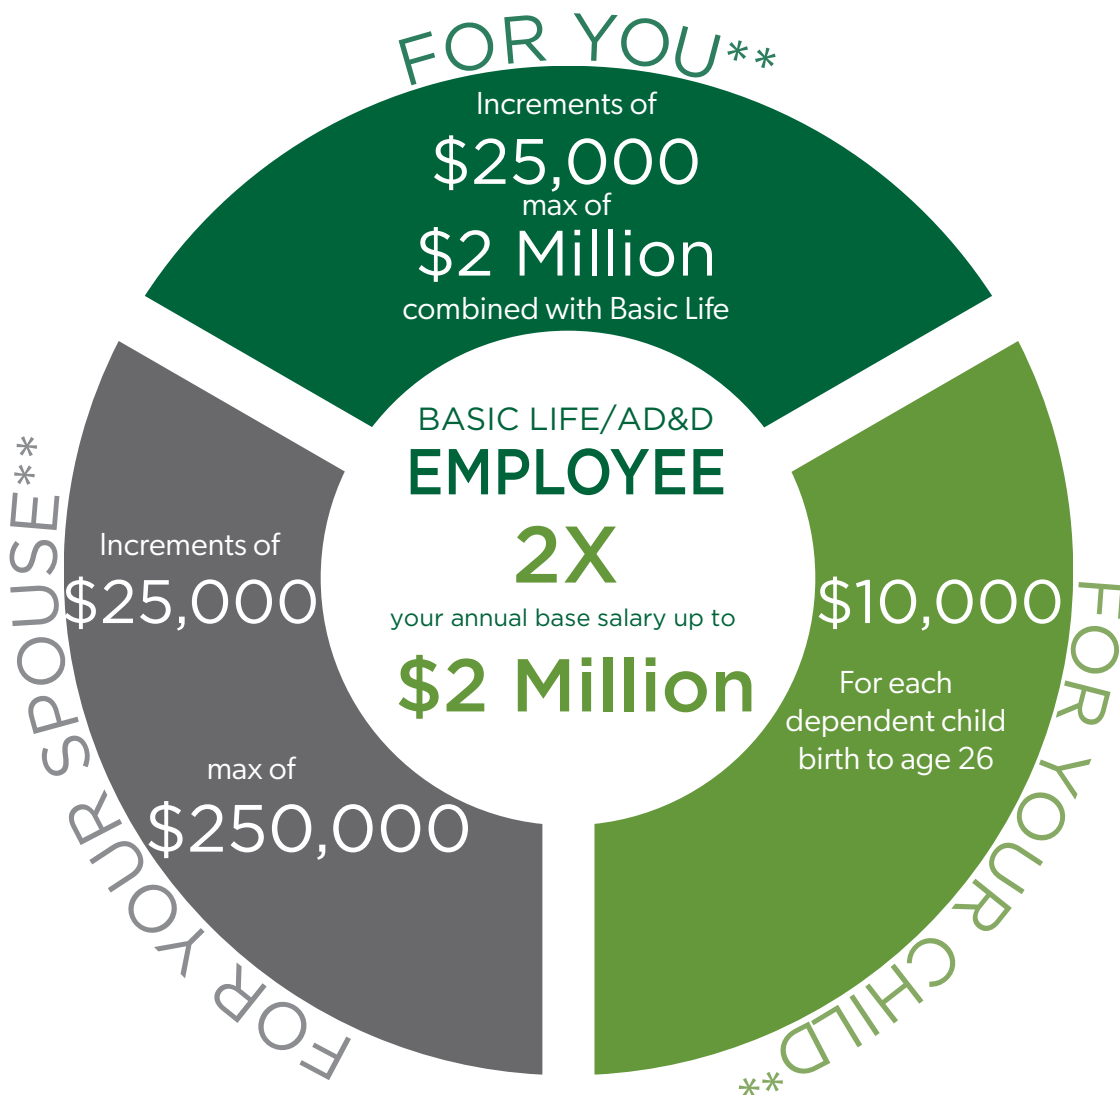 FOR YOU**
Increments of
$25,000
max of
$2 Million
combined with Basic Life
BASIC LIFE/AD&D
EMPLOYEE
2X
your annual base salary up to
$2 Million
FOR YOUR SPOUSE**
Increments of
$25,000
max of
$250,000
FOR YOUR CHILD**
$10,000
For each
dependent child
birth to age 26